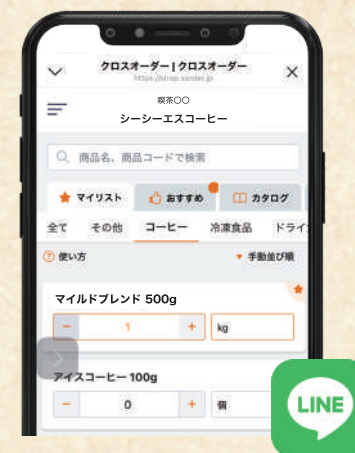 クロスオーダー | クロスオーダー
https://shop.xorder.jp
喫茶〇〇
シーシーエスコーヒー
商品名、商品コードで検索
マイリスト おすすめ カタログ
全て その他 コーヒー 冷凍食品 ドライ
使い方 ▼ 手動並び順
マイルドブレンド 500g
− 1 + kg
アイスコーヒー 100g
− 0 + 個
LINE